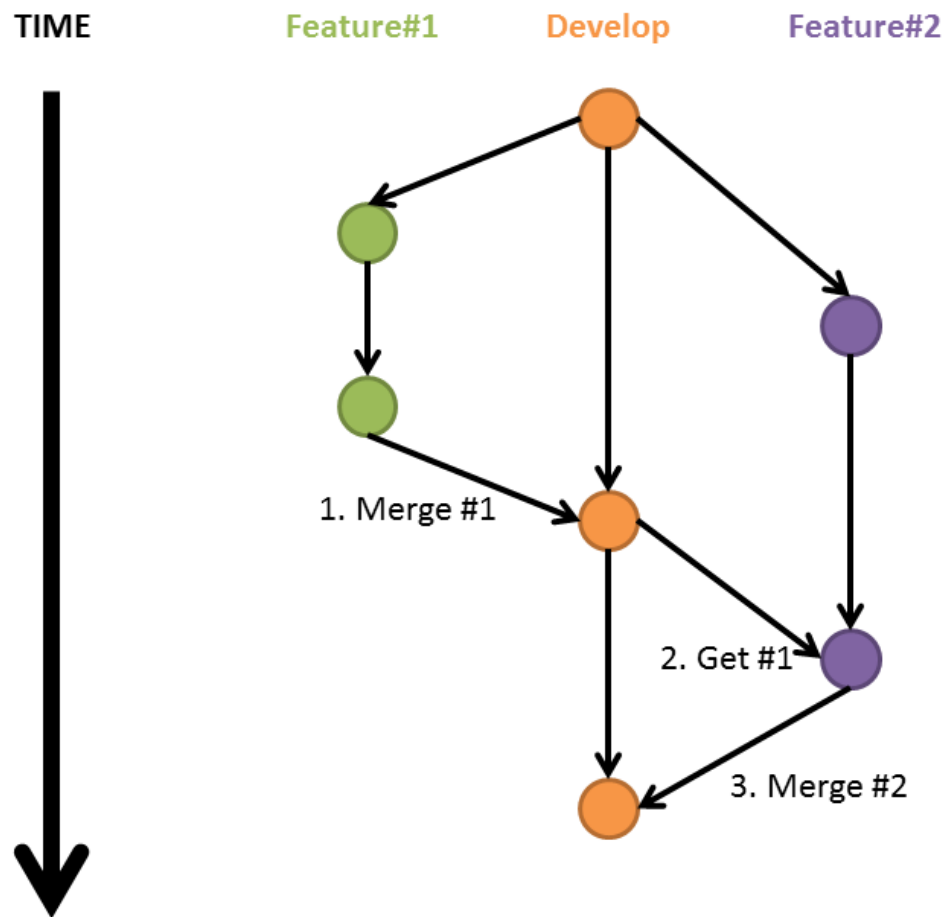 TIME
Feature#1
Develop
Feature#2
1. Merge #1
2. Get #1
3. Merge #2